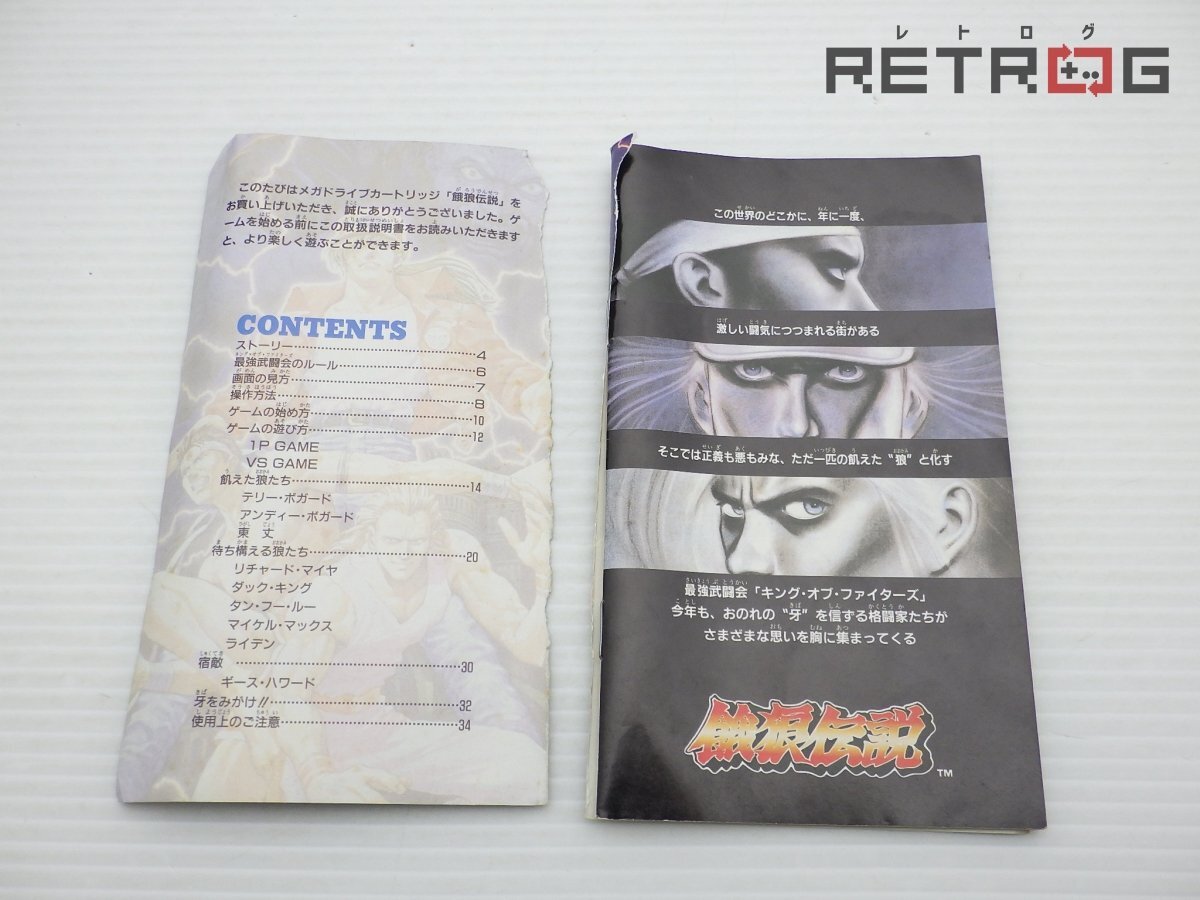 レトログ
RETROG
このたびはメガドライブカートリッジ「餓狼伝説」を
お買い上げいただき、誠にありがとうございました。ゲ
ームを始める前にこの取扱説明書をお読みいただきます
と、より楽しく遊ぶことができます。
CONTENTS
ストーリー……4
最強武闘会のルール……6
画面の見方……7
操作方法……8
ゲームの始め方……10
ゲームの遊び方……12
1P GAME
VS GAME
飢えた狼たち……14
テリー・ボガード
アンディー・ボガード
東 丈
待ち構える狼たち……20
リチャード・マイヤ
ダック・キング
タン・フー・ルー
マイケル・マックス
ライデン
宿敵……30
ギース・ハワード
牙をみがけ!!……32
使用上のご注意……34
この世界のどこかに、年に一度、
激しい闘気につつまれる街がある
そこでは正義も悪もみな、ただ一匹の飢えた“狼”と化す
最強武闘会「キング・オブ・ファイターズ」
今年も、おのれの“牙”を信ずる格闘家たちが
さまざまな思いを胸に集まってくる
餓狼伝説
TM